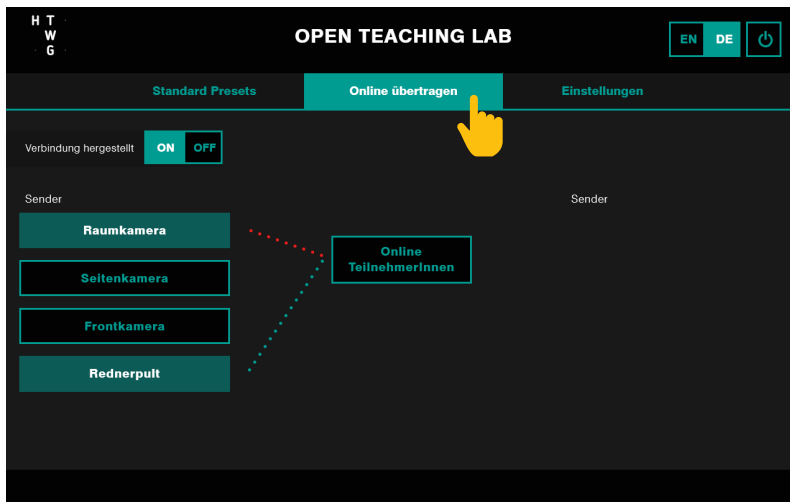 H T
W
G
OPEN TEACHING LAB
EN DE
Standard Presets Online übertragen Einstellungen
Verbindung hergestellt ON OFF
Sender Sender
Raumkamera
Seitenkamera
Frontkamera
Rednerpult
Online
TeilnehmerInnen